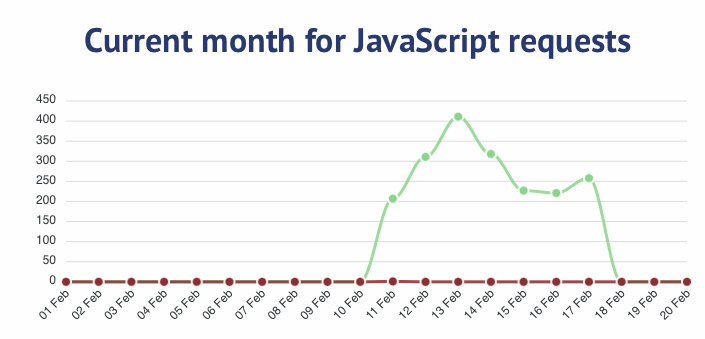 Current month for JavaScript requests
450
400
350
300
250
200
150
100
50
0
01 Feb
02 Feb
03 Feb
04 Feb
05 Feb
06 Feb
07 Feb
08 Feb
09 Feb
10 Feb
11 Feb
12 Feb
13 Feb
14 Feb
15 Feb
16 Feb
17 Feb
18 Feb
19 Feb
20 Feb